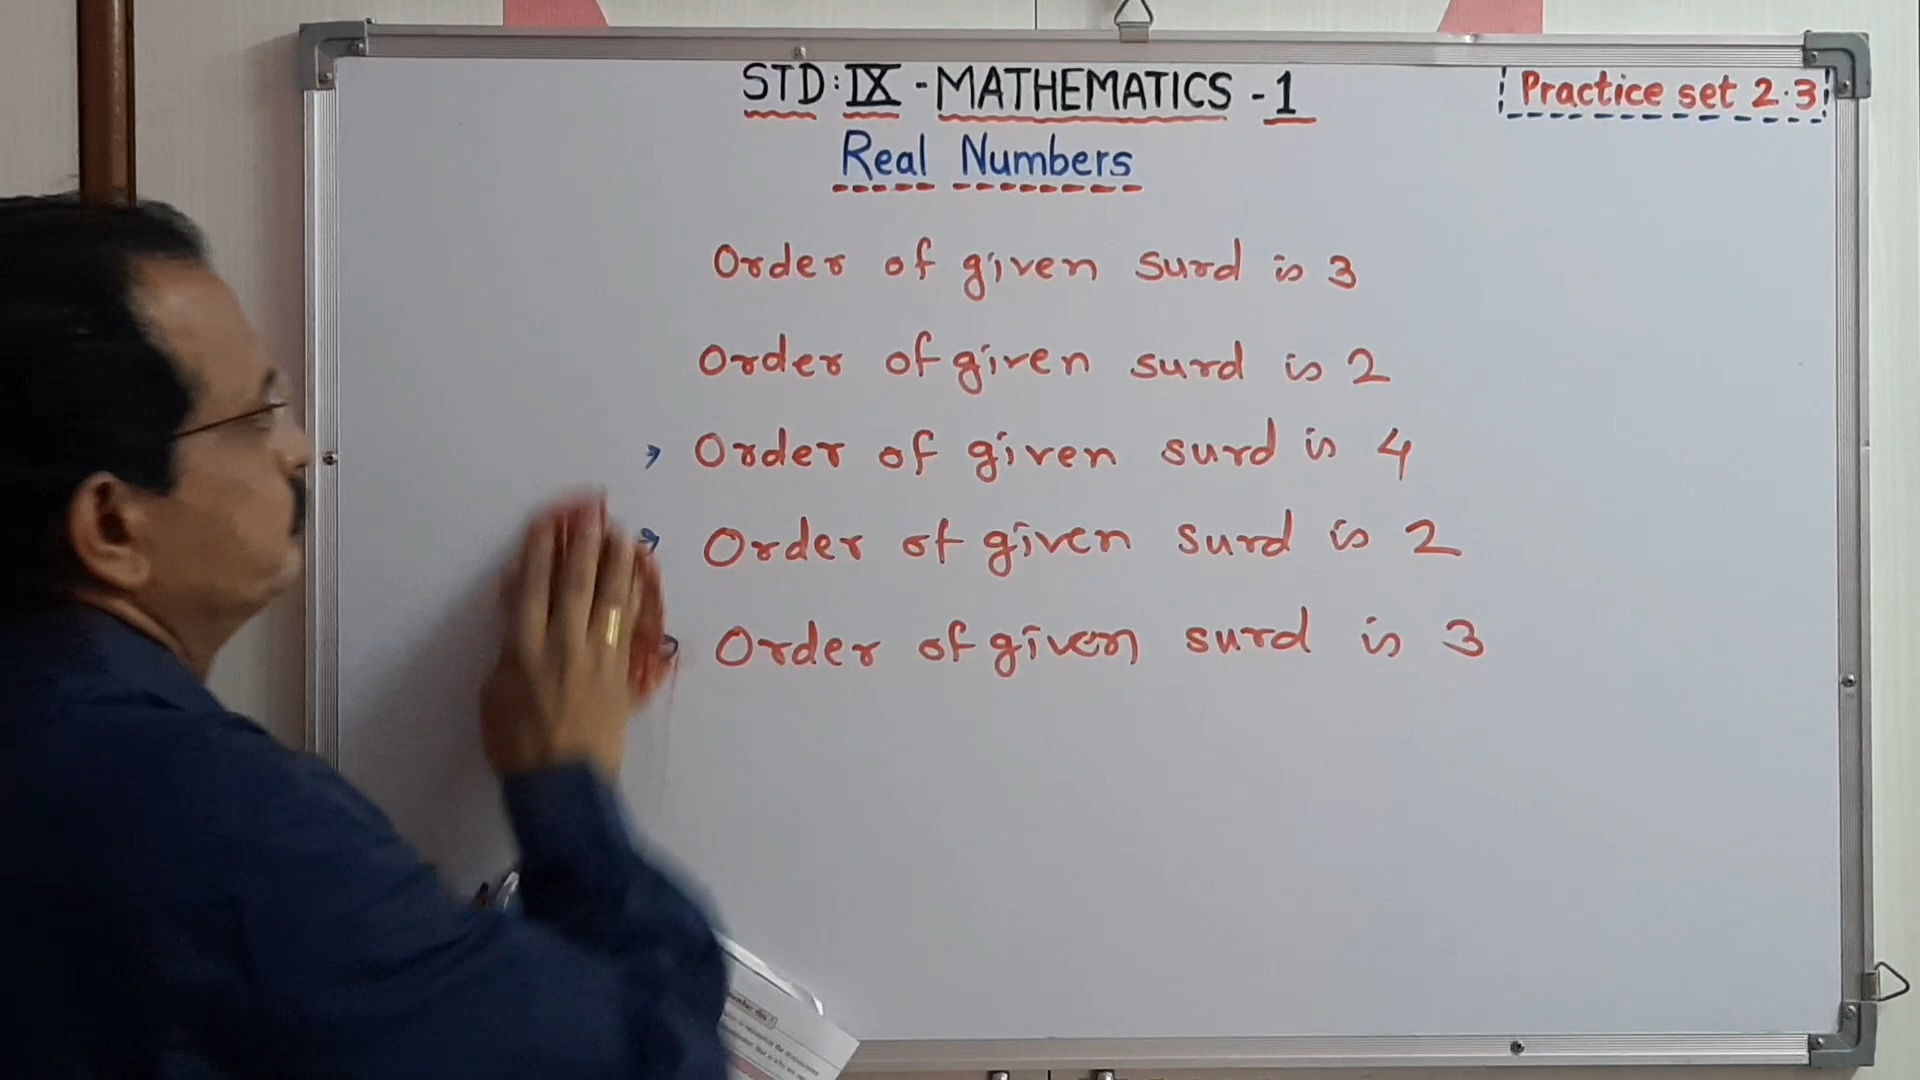 STD: IX - MATHEMATICS - 1
Practice set 2.3
Real Numbers
Order of given surd is 3
Order of given surd is 2
Order of given surd is 4
Order of given surd is 2
Order of given surd is 3